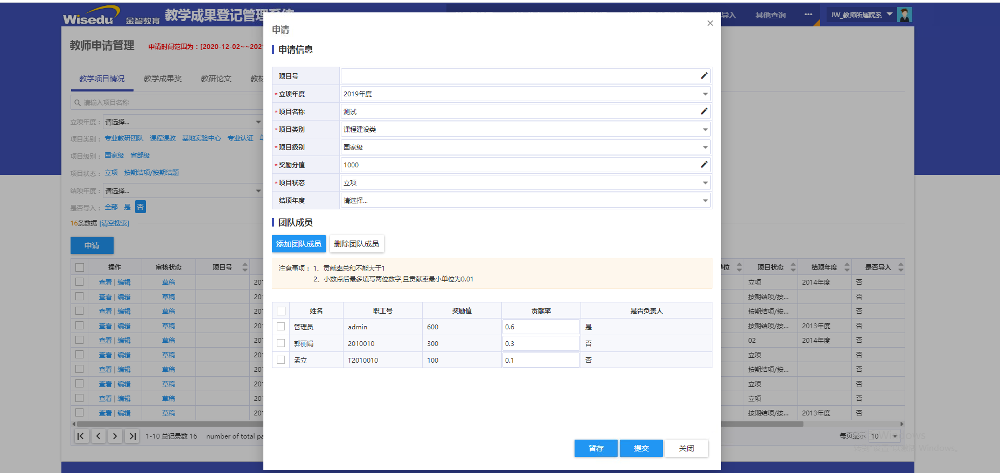 Wisedu 金智教育 教学成果登记管理系统
导入 其他查询 ··· JW_教师所属院系
教师申请管理 申请时间范围为：[2020-12-02~~2021
教学项目情况 教学成果奖 教研论文 教材
请输入项目名称
立项年度： 请选择...
项目类别： 专业教研团队 课程课改 基地实验中心 专业认证 单
项目级别： 国家级 省部级
项目状态： 立项 按期结项/按期结题
结项年度： 请选择...
是否导入： 全部 是 否
16条数据 [清空搜索]
申请
操作 审核状态 项目号
查看 | 编辑 草稿 201
查看 | 编辑 草稿 201
查看 | 编辑 草稿 201
查看 | 编辑 草稿 201
查看 | 编辑 草稿 201
查看 | 编辑 草稿 201
查看 | 编辑 草稿 201
查看 | 编辑 草稿 201
查看 | 编辑 草稿 201
查看 | 编辑 草稿 201
1-10 总记录数 16 number of total pa
申请
申请信息
项目号
*立项年度 2019年度
*项目名称 测试
*项目类别 课程建设类
*项目级别 国家级
*奖励分值 1000
*项目状态 立项
结项年度 请选择...
团队成员
添加团队成员 删除团队成员
注意事项： 1、贡献率总和不能大于1
2、小数点后最多填写两位数字,且贡献率最小单位为0.01
姓名 职工号 奖励值 贡献率 是否负责人
管理员 admin 600 0.6 是
郭丽娟 2010010 300 0.3 否
孟立 T2010010 100 0.1 否
暂存 提交 关闭
单位 项目状态 结项年度 是否导入
立项 2014年度 否
按期结项/按... 否
按期结项/按... 否
按期结项/按... 2013年度 否
02 2014年度 否
立项 否
按期结项/按... 否
立项 否
立项 否
按期结项/按... 2013年度 否
每页显示 10
Windows
转到"设置"以激活 Windows。